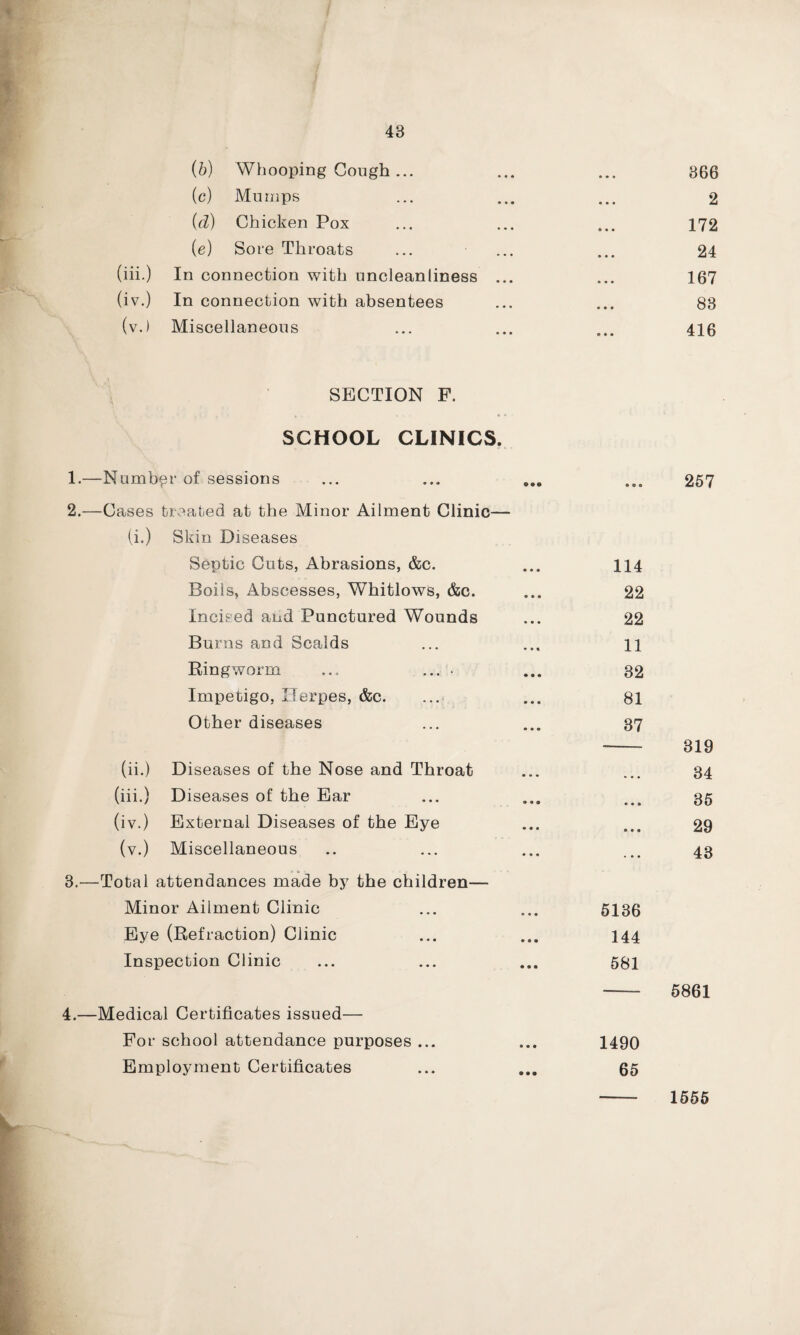 43
(b) Whooping Cough ... ... ... 366
(c) Mumps ... ... ... 2
(d) Chicken Pox ... ... ... 172
(e) Sore Throats ... ... ... 24
(iii.) In connection with uncleanliness ... ... 167
(iv.) In connection with absentees ... ... 83
(v.) Miscellaneous ... ... ... 416
SECTION F.
SCHOOL CLINICS.
1.—Number of sessions ... ... ... ... 257
2.—Cases treated at the Minor Ailment Clinic—
(i.) Skin Diseases
Septic Cuts, Abrasions, &c. ... 114
Boils, Abscesses, Whitlows, &c. ... 22
Incised and Punctured Wounds ... 22
Burns and Scalds ... ... 11
Ringworm ... ... ... 32
Impetigo, Herpes, &c. ... ... 81
Other diseases ... ... 37
—— 319
(ii.) Diseases of the Nose and Throat ... ... 34
(iii.) Diseases of the Ear ... ... ... 35
(iv.) External Diseases of the Eye ... ... 29
(v.) Miscellaneous .. ... ... ... 43
3.—Total attendances made by the children—
Minor Ailment Clinic ... ... 5136
Eye (Refraction) Clinic ... ... 144
Inspection Clinic ... ... ... 581
—— 5861
4.—Medical Certificates issued—
For school attendance purposes ... ... 1490
Employment Certificates ... ... 65
—— 1555